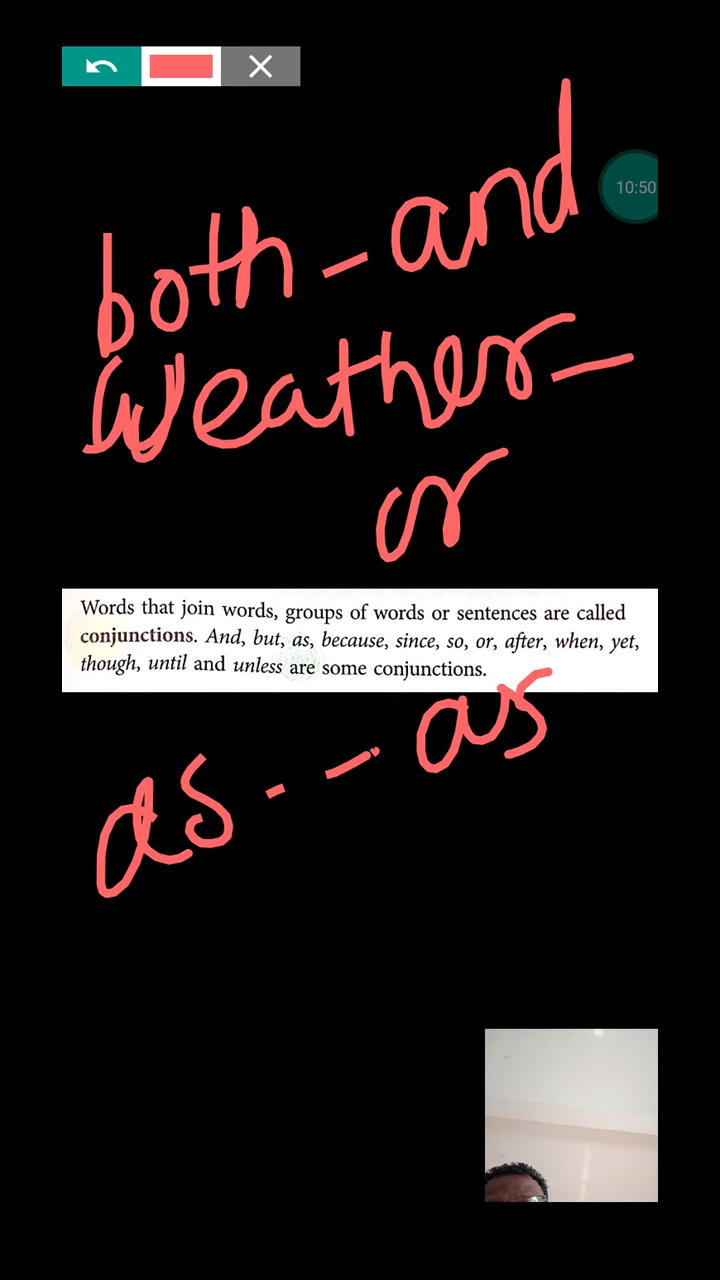 10:50
both - and
Weather -
or
Words that join words, groups of words or sentences are called
conjunctions. And, but, as, because, since, so, or, after, when, yet,
though, until and unless are some conjunctions.
as - - as